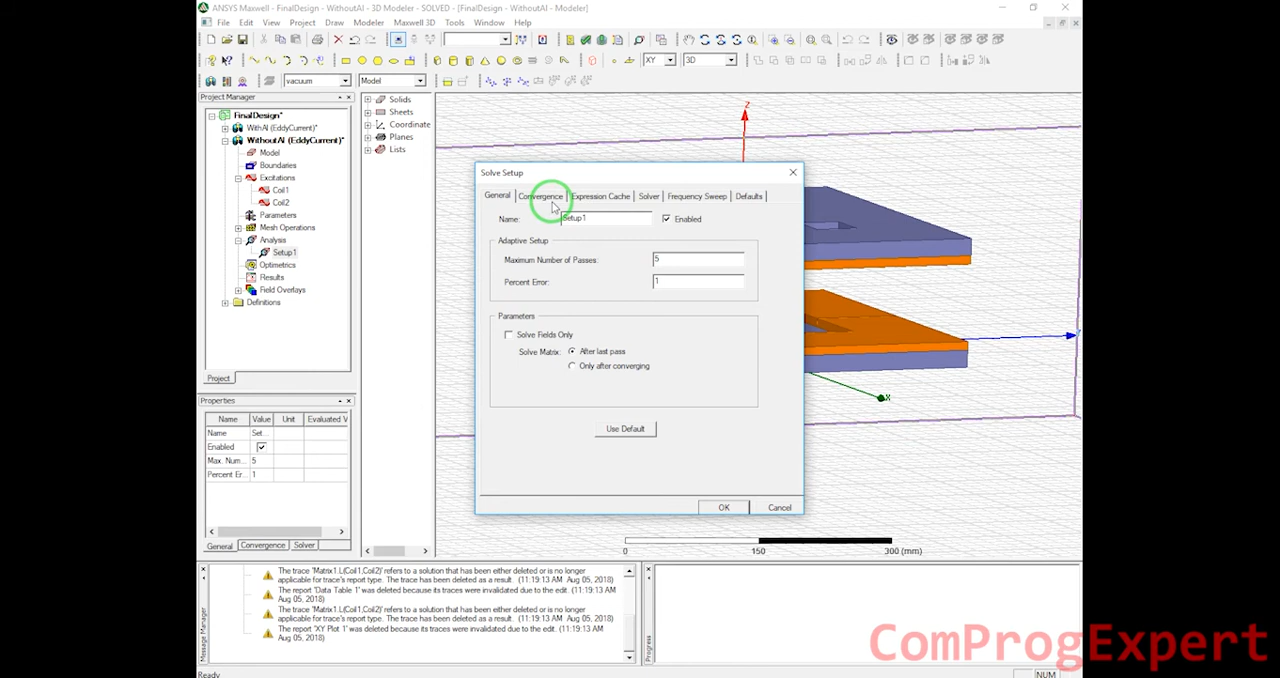 ANSYS Maxwell - FinalDesign - WithoutAI - 3D Modeler - SOLVED - [FinalDesign - WithoutAI - Modeler]
File Edit View Project Draw Modeler Maxwell 3D Tools Window Help
XY 3D
vacuum Model
Project Manager
FinalDesign*
WithAI (EddyCurrent)*
WithoutAI (EddyCurrent)*
Model
Boundaries
Excitations
Coil1
Coil2
Parameters
Mesh Operations
Analysis
Setup1
Optimetrics
Results
Field Overlays
Definitions
Project
Solids
Sheets
Coordinate
Planes
Lists
Properties
Name Value Unit Evaluated V
Name Set...
Enabled
Max. Num... 5
Percent Er... 1
General Convergence Solver
Z
X
0 150 300 (mm)
Solve Setup
General Convergence Expression Cache Solver Frequency Sweep Defaults
Name: Setup1 Enabled
Adaptive Setup
Maximum Number of Passes: 5
Percent Error: 1
Parameters
Solve Fields Only
Solve Matrix: After last pass
Only after converging
Use Default
OK Cancel
Message Manager
The trace 'Matrix1.L(Coil1,Coil2)' refers to a solution that has been either deleted or is no longer
applicable for trace's report type. The trace has been deleted as a result. (11:19:13 AM Aug 05, 2018)
The report 'Data Table 1' was deleted because its traces were invalidated due to the edit. (11:19:13 AM
Aug 05, 2018)
The trace 'Matrix1.L(Coil1,Coil2)' refers to a solution that has been either deleted or is no longer
applicable for trace's report type. The trace has been deleted as a result. (11:19:13 AM Aug 05, 2018)
The report 'XY Plot 1' was deleted because its traces were invalidated due to the edit. (11:19:13 AM
Aug 05, 2018)
Progress
ComProgExpert
Ready
NUM